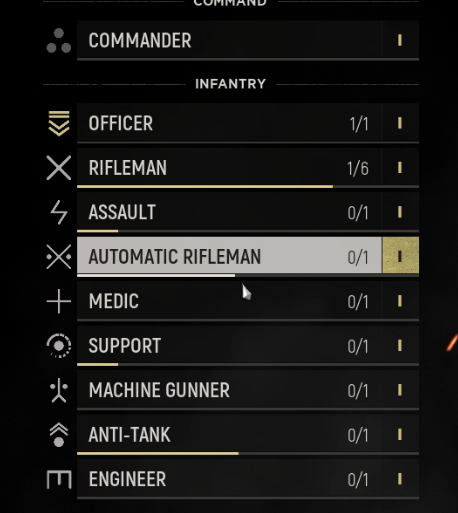 COMMAND
COMMANDER I
INFANTRY
OFFICER 1/1 I
RIFLEMAN 1/6 I
ASSAULT 0/1 I
AUTOMATIC RIFLEMAN 0/1 I
MEDIC 0/1 I
SUPPORT 0/1 I
MACHINE GUNNER 0/1 I
ANTI-TANK 0/1 I
ENGINEER 0/1 I